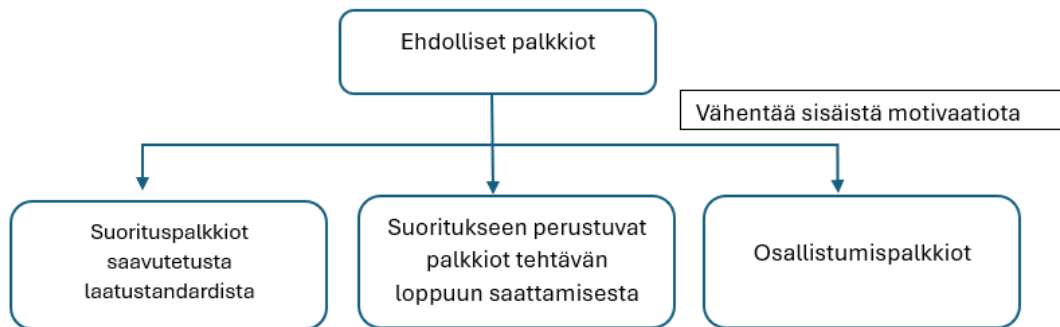 Ehdolliset palkkiot
Vähentää sisäistä motivaatiota
Suorituspalkkiot
saavutetusta
laatustandardista
Suoritukseen perustuvat
palkkiot tehtävän
loppuun saattamisesta
Osallistumispalkkiot